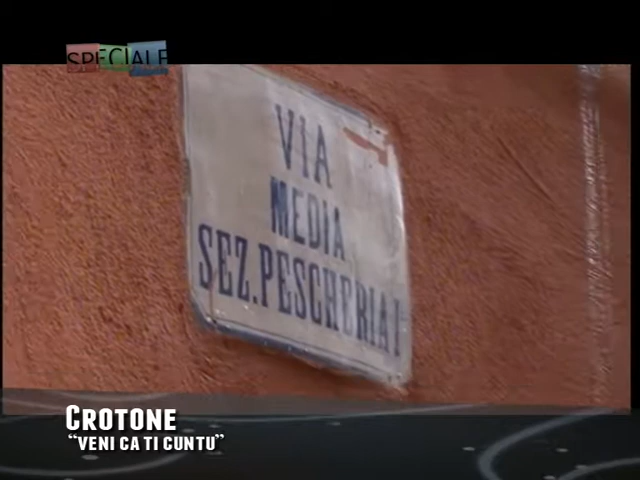 SPECIALE
VIA
MEDIA
SEZ. PESCHERIA I
CROTONE
"VENI CA TI CUNTU"